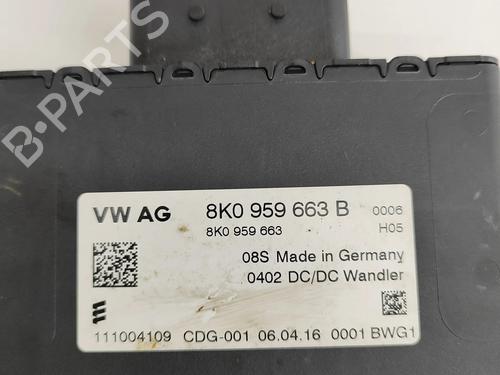 B-PARTS
VW AG 8K0 959 663 B 0006
8K0 959 663 H05
08S Made in Germany
0402 DC/DC Wandler
111004109 CDG-001 06.04.16 0001 BWG1